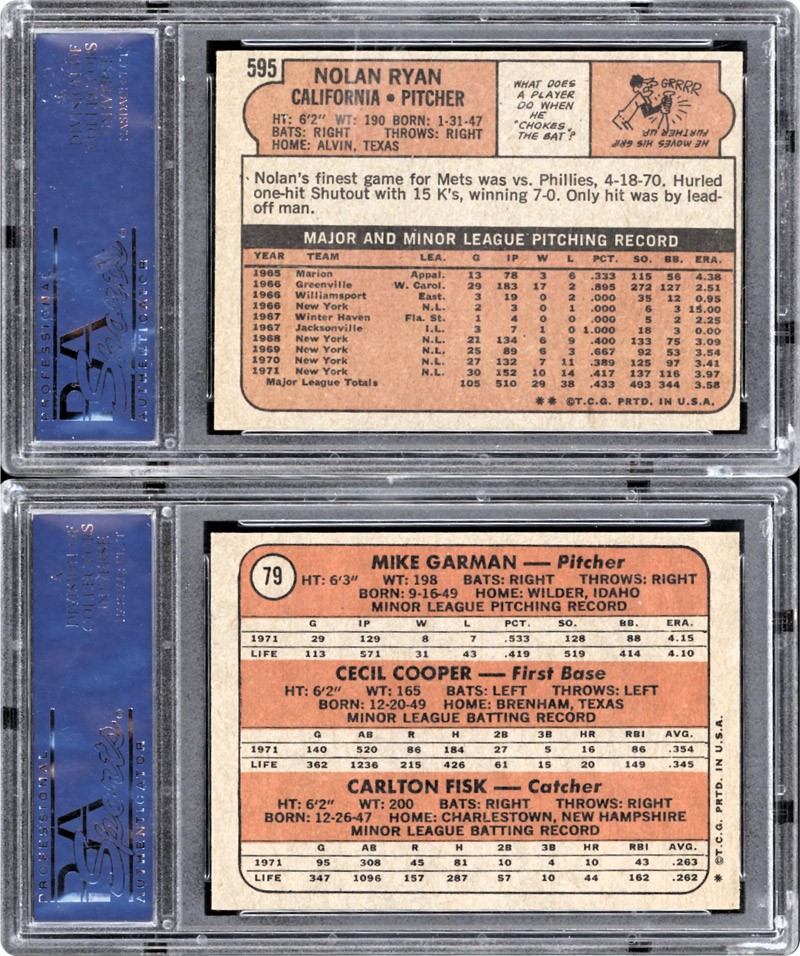 595
NOLAN RYAN
CALIFORNIA • PITCHER
HT: 6'2" WT: 190 BORN: 1-31-47
BATS: RIGHT THROWS: RIGHT
HOME: ALVIN, TEXAS
WHAT DOES
A PLAYER
DO WHEN
HE
"CHOKES"
THE BAT?
GRRRR
HE MOVES HIS GRIP
FURTHER UP
Nolan's finest game for Mets was vs. Phillies, 4-18-70. Hurled
one-hit Shutout with 15 K's, winning 7-0. Only hit was by lead-
off man.
MAJOR AND MINOR LEAGUE PITCHING RECORD
YEAR TEAM LEA. G IP W L PCT. SO. BB. ERA.
1965 Marion Appal. 13 78 3 6 .333 115 56 4.38
1966 Greenville W. Carol. 29 183 17 2 .895 272 127 2.51
1966 Williamsport East. 3 19 0 2 .000 35 12 0.95
1966 New York N.L. 2 3 0 1 .000 6 3 15.00
1967 Winter Haven Fla. St. 1 4 0 0 .000 5 2 2.25
1967 Jacksonville I.L. 3 7 1 0 1.000 18 3 0.00
1968 New York N.L. 21 134 6 9 .400 133 75 3.09
1969 New York N.L. 25 89 6 3 .667 92 53 3.54
1970 New York N.L. 27 132 7 11 .389 125 97 3.41
1971 New York N.L. 30 152 10 14 .417 137 116 3.97
Major League Totals 105 510 29 38 .433 493 344 3.58
** ©T.C.G. PRTD. IN U.S.A.
A
DIVISION OF
COLLECTORS
UNIVERSE
PROFESSIONAL
PSA
Sports
AUTHENTICATOR
79
MIKE GARMAN — Pitcher
HT: 6'3" WT: 198 BATS: RIGHT THROWS: RIGHT
BORN: 9-16-49 HOME: WILDER, IDAHO
MINOR LEAGUE PITCHING RECORD
G IP W L PCT. SO. BB. ERA.
1971 29 129 8 7 .533 128 88 4.15
LIFE 113 571 31 43 .419 519 414 4.10
CECIL COOPER — First Base
HT: 6'2" WT: 165 BATS: LEFT THROWS: LEFT
BORN: 12-20-49 HOME: BRENHAM, TEXAS
MINOR LEAGUE BATTING RECORD
G AB R H 2B 3B HR RBI AVG.
1971 140 520 86 184 27 5 16 86 .354
LIFE 362 1236 215 426 61 15 20 149 .345
CARLTON FISK — Catcher
HT: 6'2" WT: 200 BATS: RIGHT THROWS: RIGHT
BORN: 12-26-47 HOME: CHARLESTOWN, NEW HAMPSHIRE
MINOR LEAGUE BATTING RECORD
G AB R H 2B 3B HR RBI AVG.
1971 95 308 45 81 10 4 10 43 .263
LIFE 347 1096 157 287 57 10 44 162 .262
* ©T.C.G. PRTD. IN U.S.A.
A
DIVISION OF
COLLECTORS
UNIVERSE
PROFESSIONAL
PSA
Sports
AUTHENTICATOR